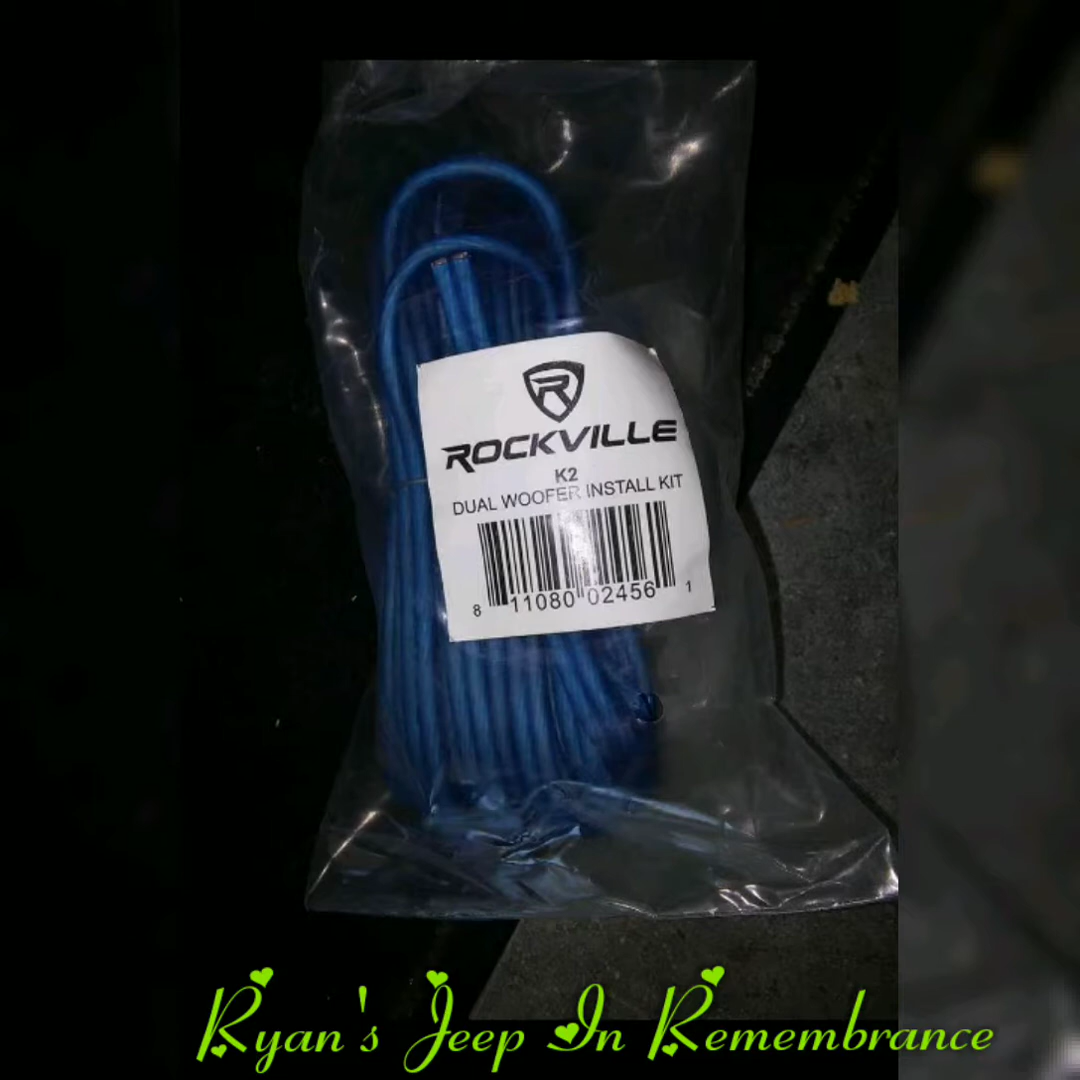 R
ROCKVILLE
K2
DUAL WOOFER INSTALL KIT
8 11080 02456 1
Ryan's Jeep In Remembrance